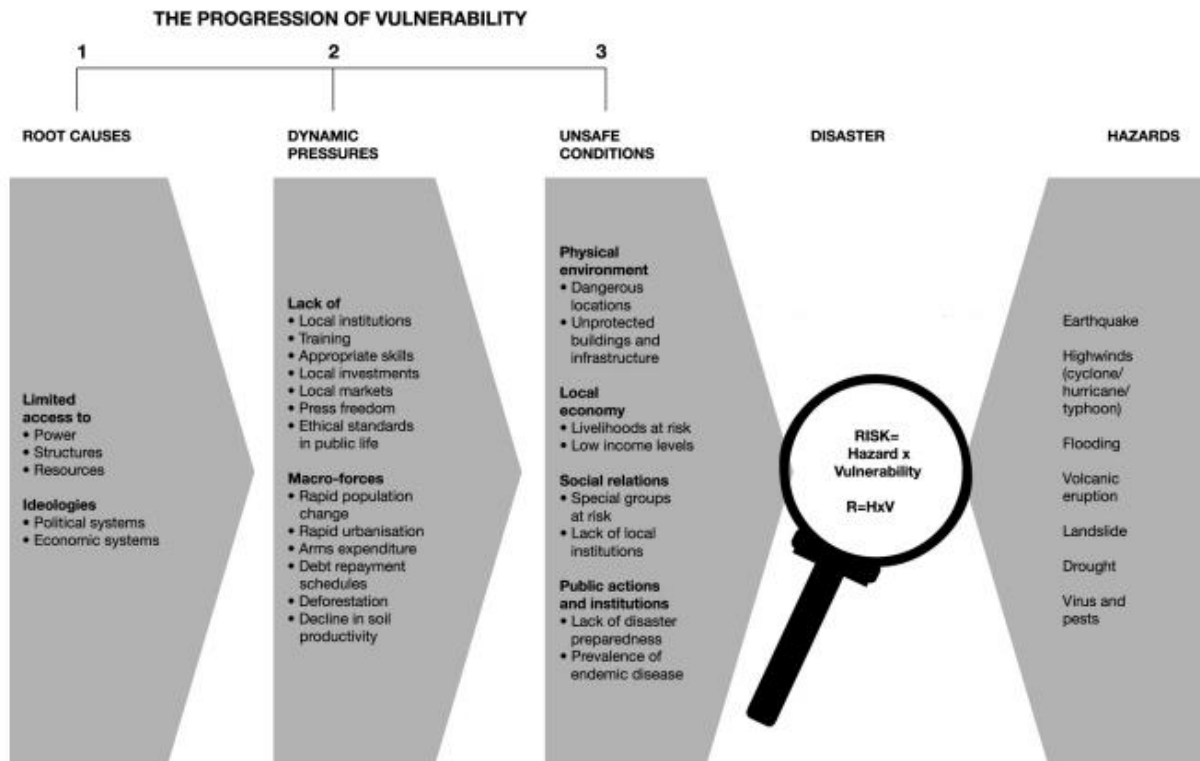 THE PROGRESSION OF VULNERABILITY
1
2
3
ROOT CAUSES
Limited
access to
• Power
• Structures
• Resources
Ideologies
• Political systems
• Economic systems
DYNAMIC
PRESSURES
Lack of
• Local institutions
• Training
• Appropriate skills
• Local investments
• Local markets
• Press freedom
• Ethical standards
in public life
Macro-forces
• Rapid population
change
• Rapid urbanisation
• Arms expenditure
• Debt repayment
schedules
• Deforestation
• Decline in soil
productivity
UNSAFE
CONDITIONS
Physical
environment
• Dangerous
locations
• Unprotected
buildings and
infrastructure
Local
economy
• Livelihoods at risk
• Low income levels
Social relations
• Special groups
at risk
• Lack of local
institutions
Public actions
and institutions
• Lack of disaster
preparedness
• Prevalence of
endemic disease
DISASTER
RISK=
Hazard x
Vulnerability
R=HxV
HAZARDS
Earthquake
Highwinds
(cyclone/
hurricane/
typhoon)
Flooding
Volcanic
eruption
Landslide
Drought
Virus and
pests